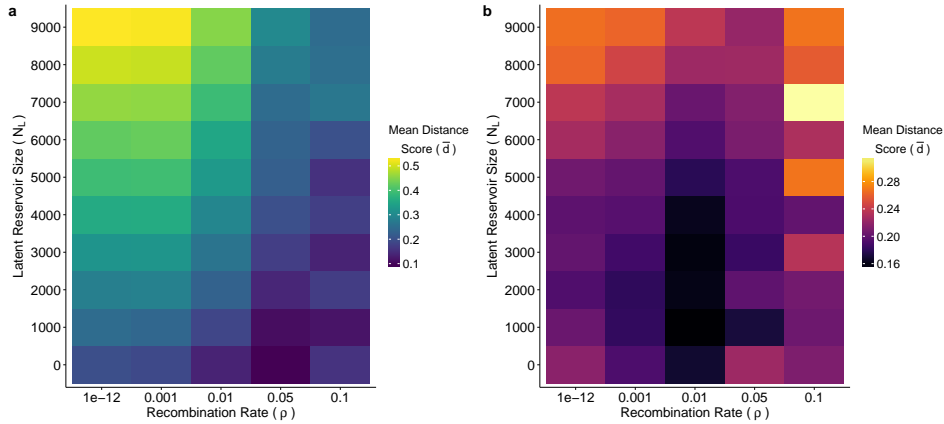 a
9000
8000
7000
6000
5000
4000
3000
2000
1000
0
Latent Reservoir Size ( N_L )
1e−12 0.001 0.01 0.05 0.1
Recombination Rate ( ρ )
Mean Distance
Score ( d̅ )
0.5
0.4
0.3
0.2
0.1
b
9000
8000
7000
6000
5000
4000
3000
2000
1000
0
Latent Reservoir Size ( N_L )
1e−12 0.001 0.01 0.05 0.1
Recombination Rate ( ρ )
Mean Distance
Score ( d̅ )
0.28
0.24
0.20
0.16